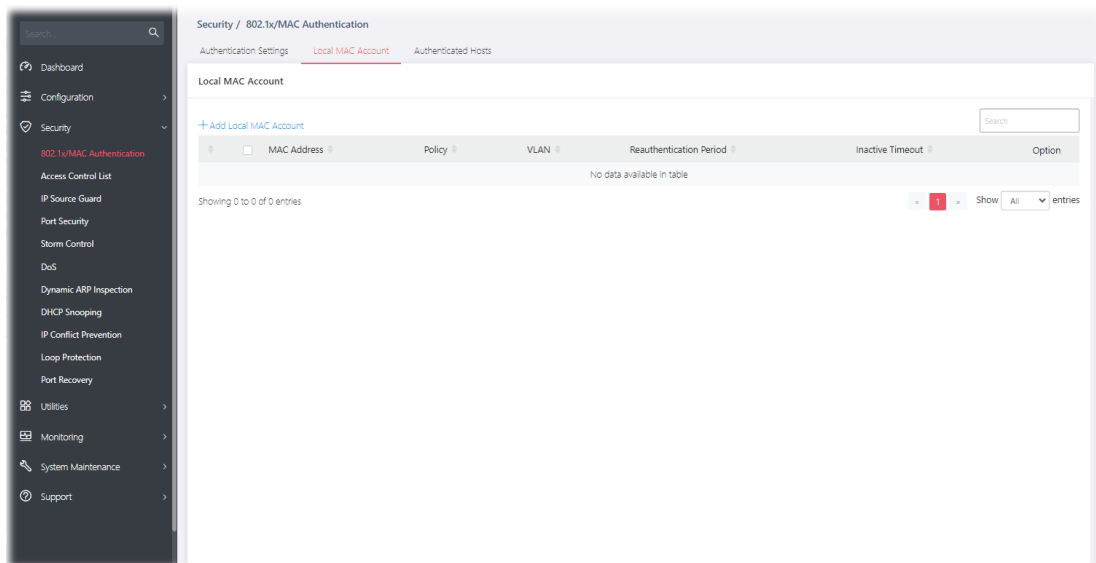 Search...
Dashboard
Configuration
Security
802.1x/MAC Authentication
Access Control List
IP Source Guard
Port Security
Storm Control
DoS
Dynamic ARP Inspection
DHCP Snooping
IP Conflict Prevention
Loop Protection
Port Recovery
Utilities
Monitoring
System Maintenance
Support
Security / 802.1x/MAC Authentication
Authentication Settings Local MAC Account Authenticated Hosts
Local MAC Account
+ Add Local MAC Account Search
MAC Address Policy VLAN Reauthentication Period Inactive Timeout Option
No data available in table
Showing 0 to 0 of 0 entries « 1 » Show All entries